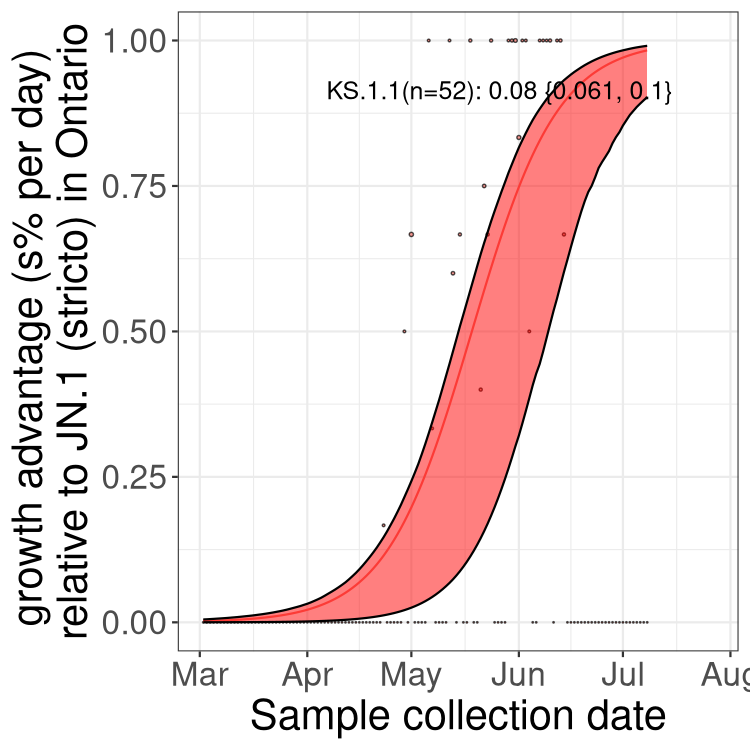 growth advantage (s% per day)
relative to JN.1 (stricto) in Ontario
1.00
0.75
0.50
0.25
0.00
KS.1.1(n=52): 0.08 {0.061, 0.1}
Mar Apr May Jun Jul Aug
Sample collection date